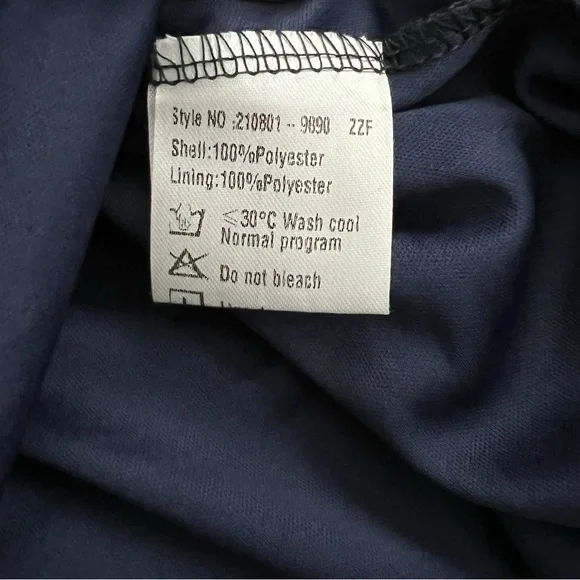 Style NO :210801 -- 9890 ZZF
Shell:100%Polyester
Lining:100%Polyester
≤30°C Wash cool
Normal program
Do not bleach